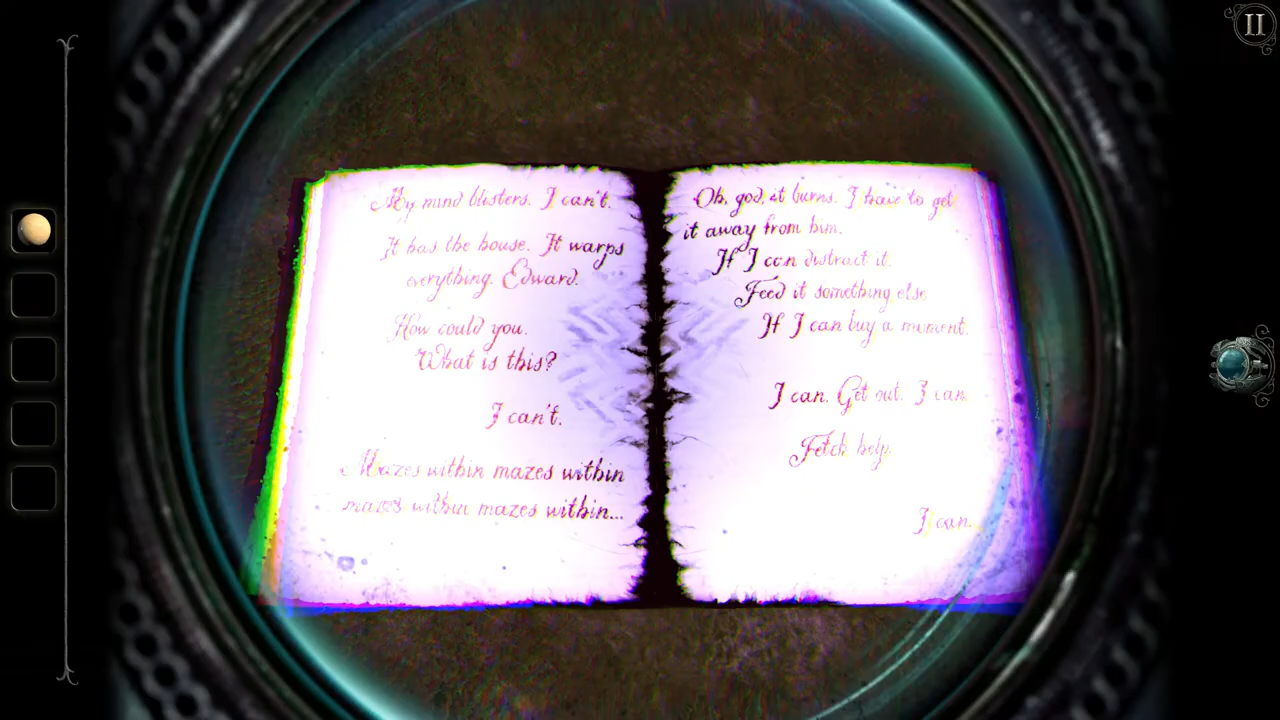 My mind blisters. I can't.
It has the house. It warps
everything. Edward.
How could you.
What is this?
I can't.
Mazes within mazes within
mazes within mazes within...
Oh, god, it burns. I have to get
it away from him.
If I can distract it.
Feed it something else
If I can buy a moment.
I can. Get out. I can.
Fetch help.
I can.
II